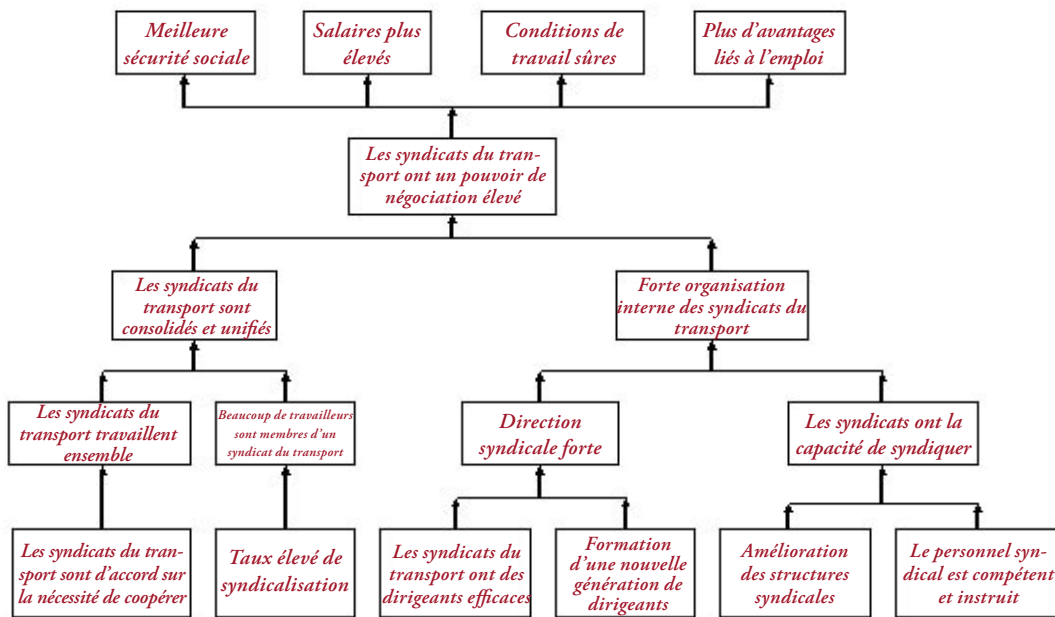 Meilleure
sécurité sociale
Salaires plus
élevés
Conditions de
travail sûres
Plus d'avantages
liés à l'emploi
Les syndicats du tran-
sport ont un pouvoir de
négociation élevé
Les syndicats du
transport sont
consolidés et unifiés
Forte organisation
interne des syndicats du
transport
Les syndicats du
transport travaillent
ensemble
Beaucoup de travailleurs
sont membres d'un
syndicat du transport
Direction
syndicale forte
Les syndicats ont la
capacité de syndiquer
Les syndicats du tran-
sport sont d'accord sur
la nécessité de coopérer
Taux élevé de
syndicalisation
Les syndicats du
transport ont des
dirigeants efficaces
Formation
d'une nouvelle
génération de
dirigeants
Amélioration
des structures
syndicales
Le personnel syn-
dical est compétent
et instruit